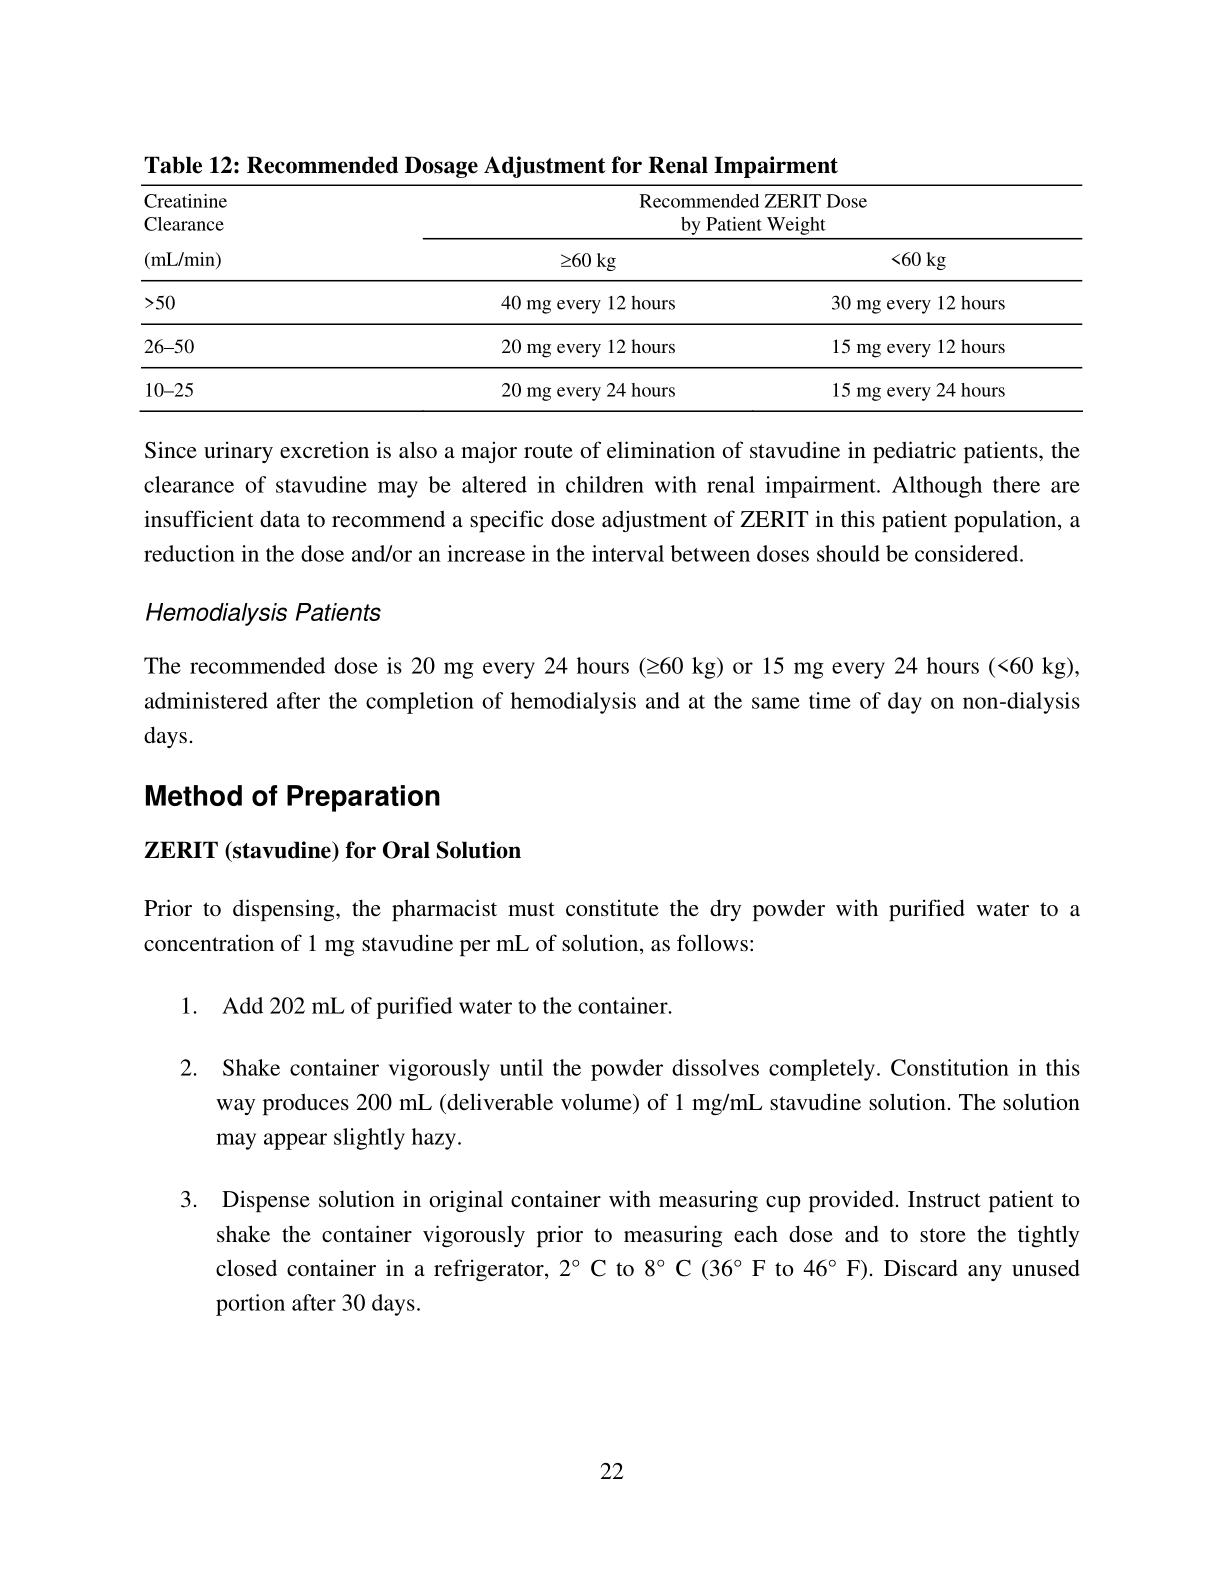 Table 12: Recommended Dosage Adjustment for Renal Impairment
Creatinine Clearance
Recommended ZERIT Dose by Patient Weight
(mL/min) ≥60 kg <60 kg
>50 40 mg every 12 hours 30 mg every 12 hours
26–50 20 mg every 12 hours 15 mg every 12 hours
10–25 20 mg every 24 hours 15 mg every 24 hours
Since urinary excretion is also a major route of elimination of stavudine in pediatric patients, the
clearance of stavudine may be altered in children with renal impairment. Although there are
insufficient data to recommend a specific dose adjustment of ZERIT in this patient population, a
reduction in the dose and/or an increase in the interval between doses should be considered.
Hemodialysis Patients
The recommended dose is 20 mg every 24 hours (≥60 kg) or 15 mg every 24 hours (<60 kg),
administered after the completion of hemodialysis and at the same time of day on non-dialysis
days.
Method of Preparation
ZERIT (stavudine) for Oral Solution
Prior to dispensing, the pharmacist must constitute the dry powder with purified water to a
concentration of 1 mg stavudine per mL of solution, as follows:
1. Add 202 mL of purified water to the container.
2. Shake container vigorously until the powder dissolves completely. Constitution in this
way produces 200 mL (deliverable volume) of 1 mg/mL stavudine solution. The solution
may appear slightly hazy.
3. Dispense solution in original container with measuring cup provided. Instruct patient to
shake the container vigorously prior to measuring each dose and to store the tightly
closed container in a refrigerator, 2° C to 8° C (36° F to 46° F). Discard any unused
portion after 30 days.
22